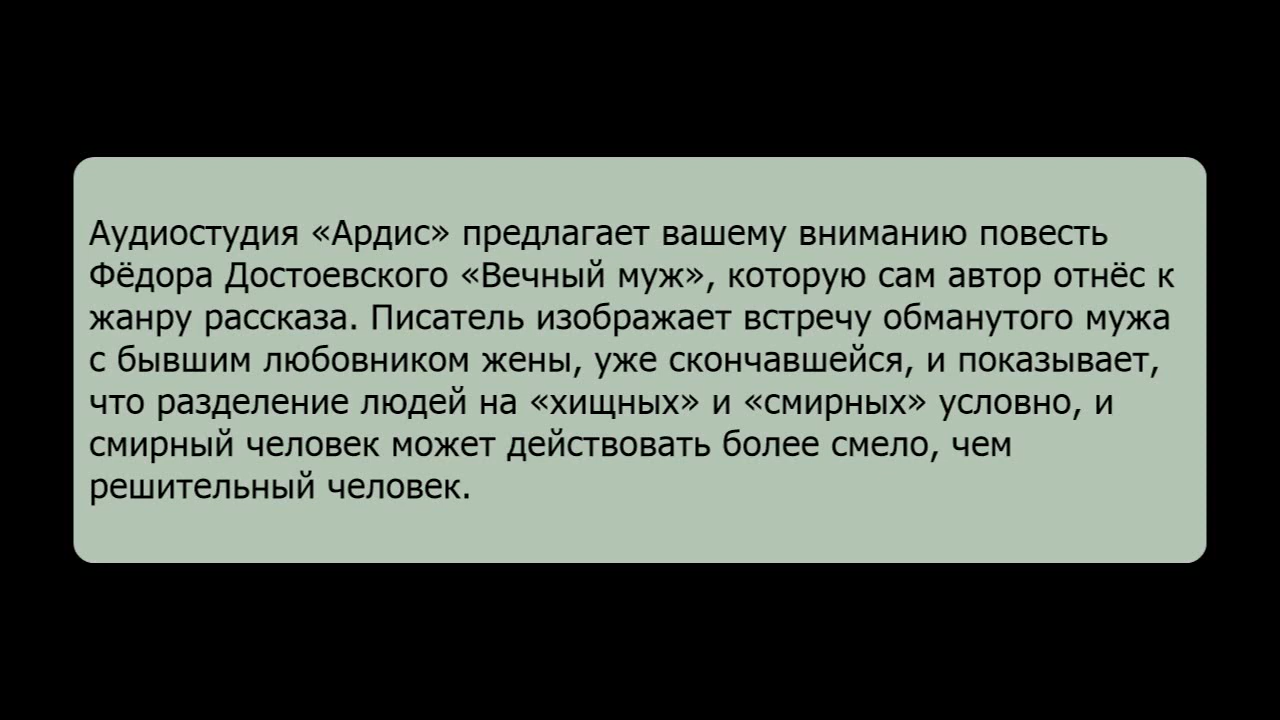 Аудиостудия «Ардис» предлагает вашему вниманию повесть
Фёдора Достоевского «Вечный муж», которую сам автор отнёс к
жанру рассказа. Писатель изображает встречу обманутого мужа
с бывшим любовником жены, уже скончавшейся, и показывает,
что разделение людей на «хищных» и «смирных» условно, и
смирный человек может действовать более смело, чем
решительный человек.